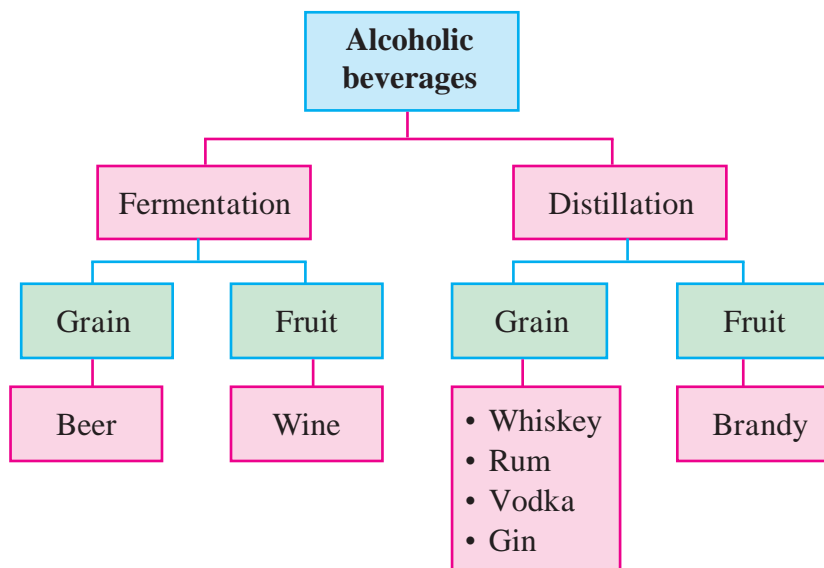 Alcoholic
beverages
Fermentation
Distillation
Grain
Fruit
Grain
Fruit
Beer
Wine
• Whiskey
• Rum
• Vodka
• Gin
Brandy